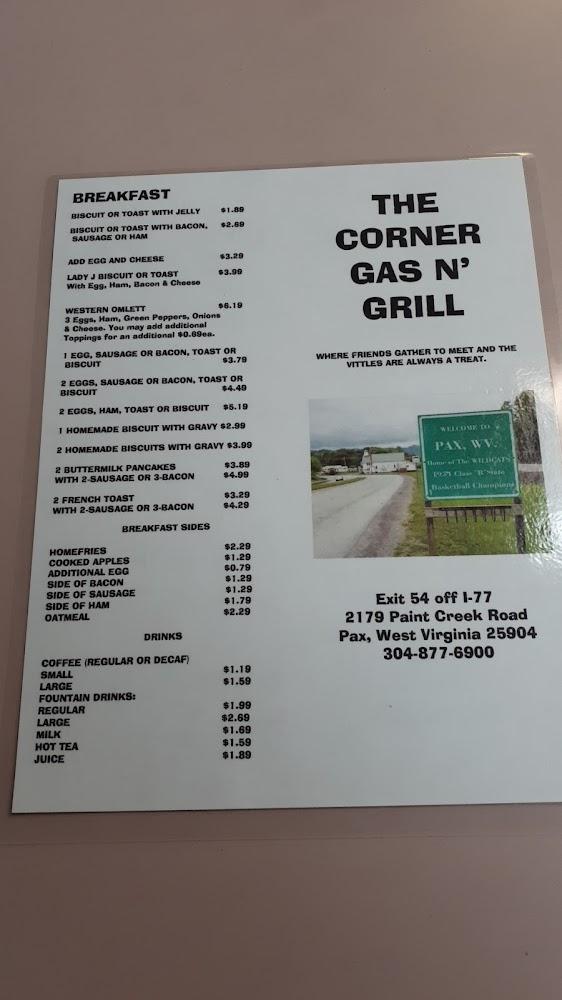 BREAKFAST
BISCUIT OR TOAST WITH JELLY $1.89
BISCUIT OR TOAST WITH BACON, $2.69
SAUSAGE OR HAM
ADD EGG AND CHEESE $3.29
LADY J BISCUIT OR TOAST $3.99
With Egg, Ham, Bacon & Cheese
WESTERN OMLETT $6.19
3 Eggs, Ham, Green Peppers, Onions
& Cheese. You may add additional
Toppings for an additional $0.69ea.
1 EGG, SAUSAGE OR BACON, TOAST OR
BISCUIT $3.79
2 EGGS, SAUSAGE OR BACON, TOAST OR
BISCUIT $4.49
2 EGGS, HAM, TOAST OR BISCUIT $5.19
1 HOMEMADE BISCUIT WITH GRAVY $2.99
2 HOMEMADE BISCUITS WITH GRAVY $3.99
2 BUTTERMILK PANCAKES $3.89
WITH 2-SAUSAGE OR 3-BACON $4.99
2 FRENCH TOAST $3.29
WITH 2-SAUSAGE OR 3-BACON $4.29
BREAKFAST SIDES
HOMEFRIES $2.29
COOKED APPLES $1.29
ADDITIONAL EGG $0.79
SIDE OF BACON $1.29
SIDE OF SAUSAGE $1.29
SIDE OF HAM $1.79
OATMEAL $2.29
DRINKS
COFFEE (REGULAR OR DECAF)
SMALL $1.19
LARGE $1.59
FOUNTAIN DRINKS:
REGULAR $1.99
LARGE $2.69
MILK $1.69
HOT TEA $1.59
JUICE $1.89
THE
CORNER
GAS N'
GRILL
WHERE FRIENDS GATHER TO MEET AND THE
VITTLES ARE ALWAYS A TREAT.
WELCOME TO
PAX, WV.
Home of The WILDCATS
Class "B" State
Basketball Champions
Exit 54 off I-77
2179 Paint Creek Road
Pax, West Virginia 25904
304-877-6900